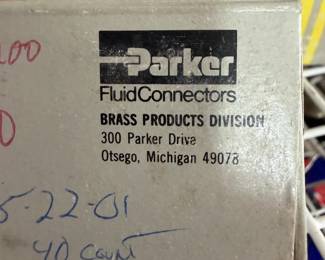 Parker
FluidConnectors
BRASS PRODUCTS DIVISION
300 Parker Drive
Otsego, Michigan 49078
5-22-01
40 COUNT